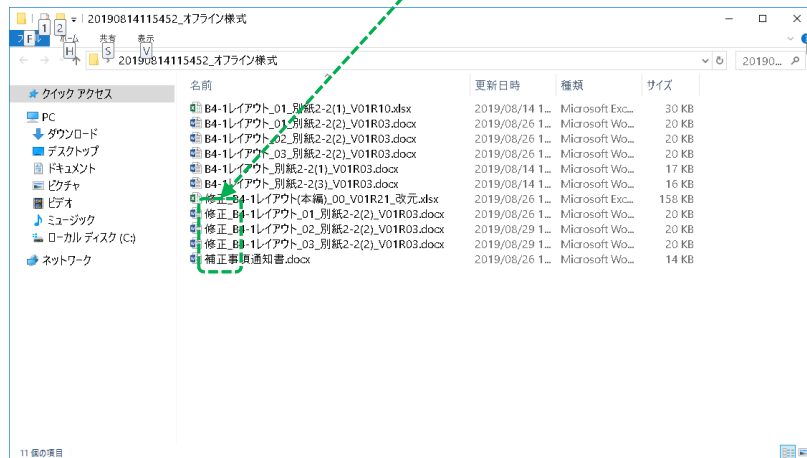 20190814115452_オフライン様式
1 2
ファイル ホーム 共有 表示
F H S V
20190814115452_オフライン様式 20190...
名前 更新日時 種類 サイズ
クイック アクセス
PC
ダウンロード
デスクトップ
ドキュメント
ピクチャ
ビデオ
ミュージック
ローカル ディスク (C:)
ネットワーク
B4-1レイアウト_01_別紙2-2(1)_V01R10.xlsx 2019/08/14 1... Microsoft Exc... 30 KB
B4-1レイアウト_01_別紙2-2(2)_V01R03.docx 2019/08/26 1... Microsoft Wo... 20 KB
B4-1レイアウト_02_別紙2-2(2)_V01R03.docx 2019/08/26 1... Microsoft Wo... 20 KB
B4-1レイアウト_03_別紙2-2(2)_V01R03.docx 2019/08/26 1... Microsoft Wo... 20 KB
B4-1レイアウト_別紙2-2(1)_V01R03.docx 2019/08/14 1... Microsoft Wo... 17 KB
B4-1レイアウト_別紙2-2(3)_V01R03.docx 2019/08/14 1... Microsoft Wo... 16 KB
修正_B4-1レイアウト(本編)_00_V01R21_改元.xlsx 2019/08/26 1... Microsoft Exc... 158 KB
修正_B4-1レイアウト_01_別紙2-2(2)_V01R03.docx 2019/08/26 1... Microsoft Wo... 20 KB
修正_B4-1レイアウト_02_別紙2-2(2)_V01R03.docx 2019/08/29 1... Microsoft Wo... 20 KB
修正_B4-1レイアウト_03_別紙2-2(2)_V01R03.docx 2019/08/29 1... Microsoft Wo... 20 KB
補正事項通知書.docx 2019/08/26 1... Microsoft Wo... 14 KB
11 個の項目